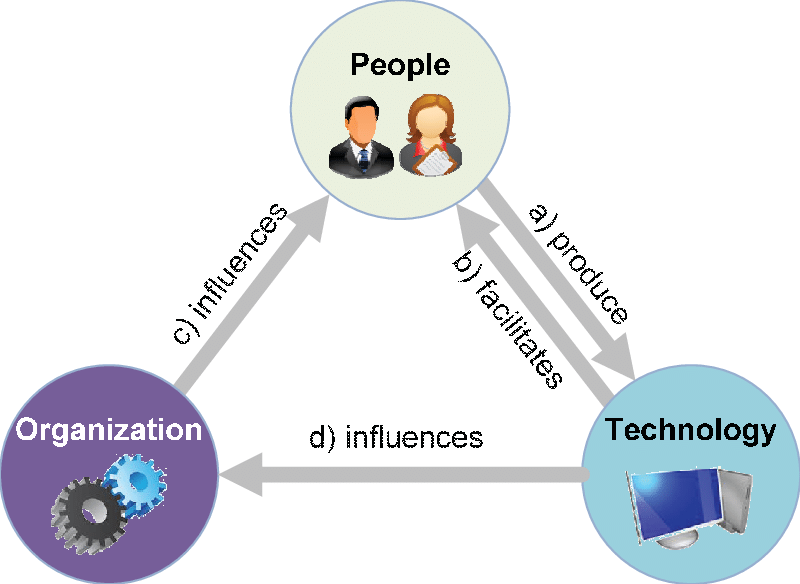 People
a) produce
b) facilitates
c) influences
Organization
d) influences
Technology